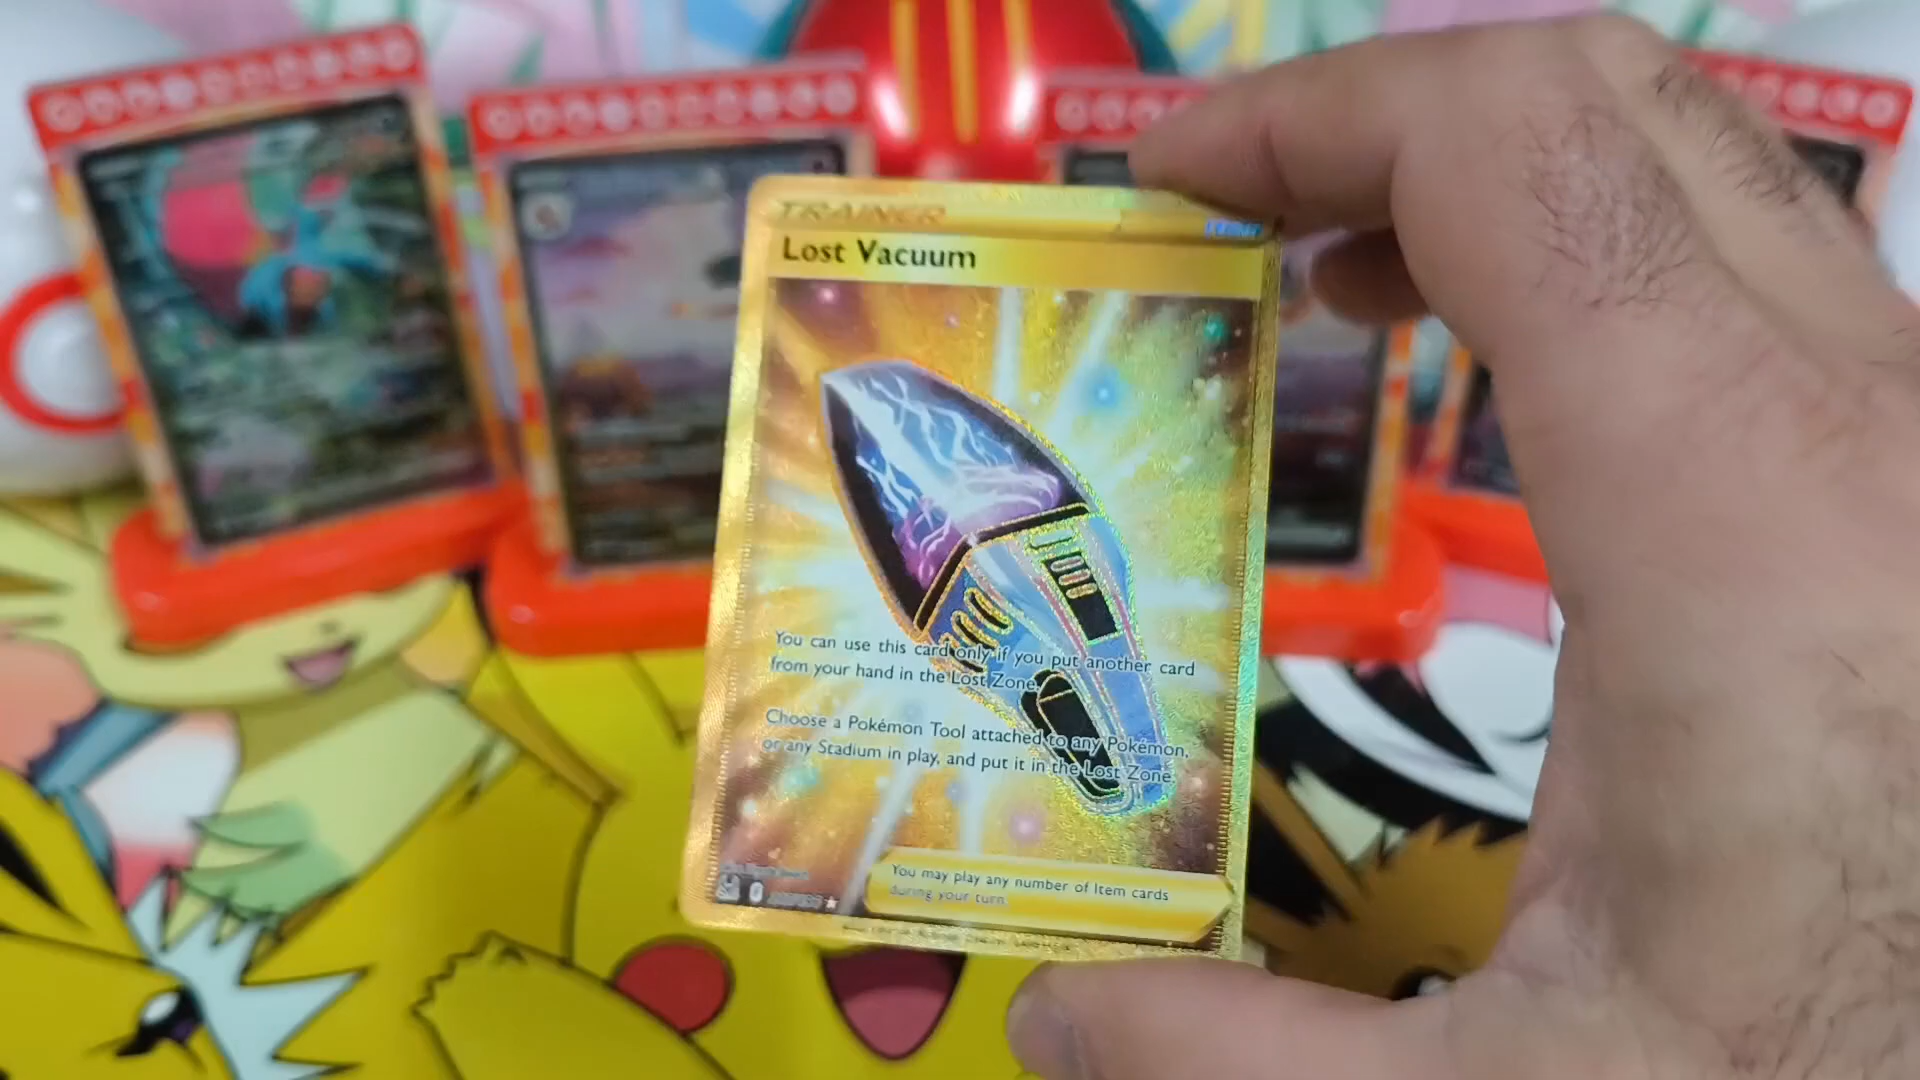 TRAINER
Lost Vacuum
You can use this card only if you put another card
from your hand in the Lost Zone.
Choose a Pokémon Tool attached to any Pokémon,
or any Stadium in play, and put it in the Lost Zone.
You may play any number of Item cards
during your turn.